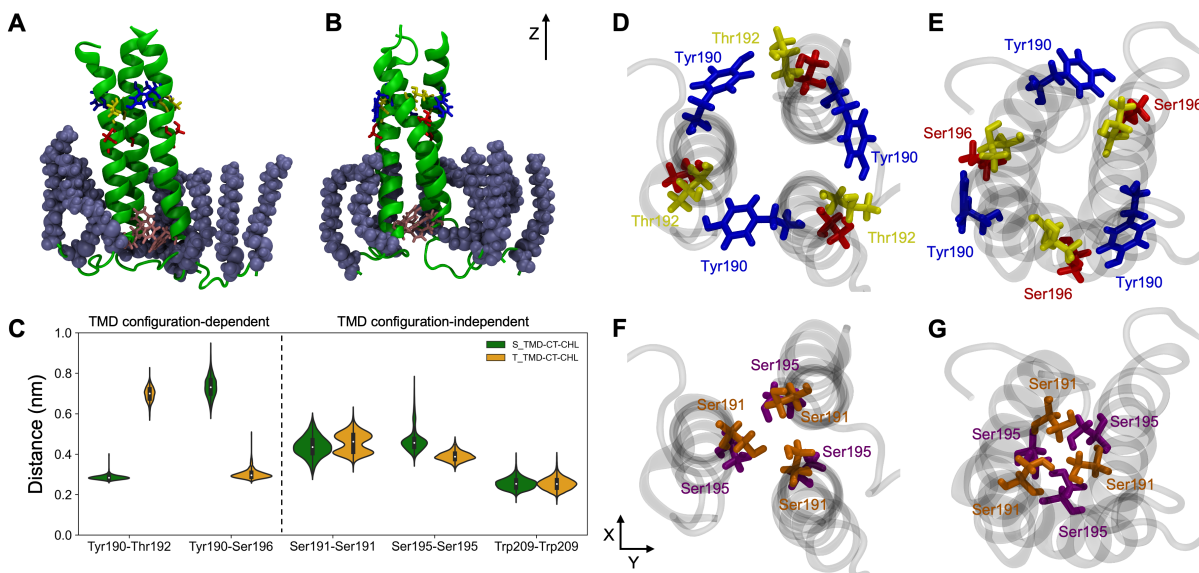 A
B
Z
C
TMD configuration-dependent
TMD configuration-independent
S_TMD-CT-CHL
T_TMD-CT-CHL
Distance (nm)
1.0
0.8
0.6
0.4
0.2
0.0
Tyr190-Thr192
Tyr190-Ser196
Ser191-Ser191
Ser195-Ser195
Trp209-Trp209
D
Thr192
Tyr190
Tyr190
Thr192
Thr192
Tyr190
E
Tyr190
Ser196
Ser196
Tyr190
Tyr190
Ser196
F
Ser195
Ser191
Ser191
Ser195
Ser195
Ser191
X
Y
G
Ser191
Ser195
Ser195
Ser191
Ser191
Ser195